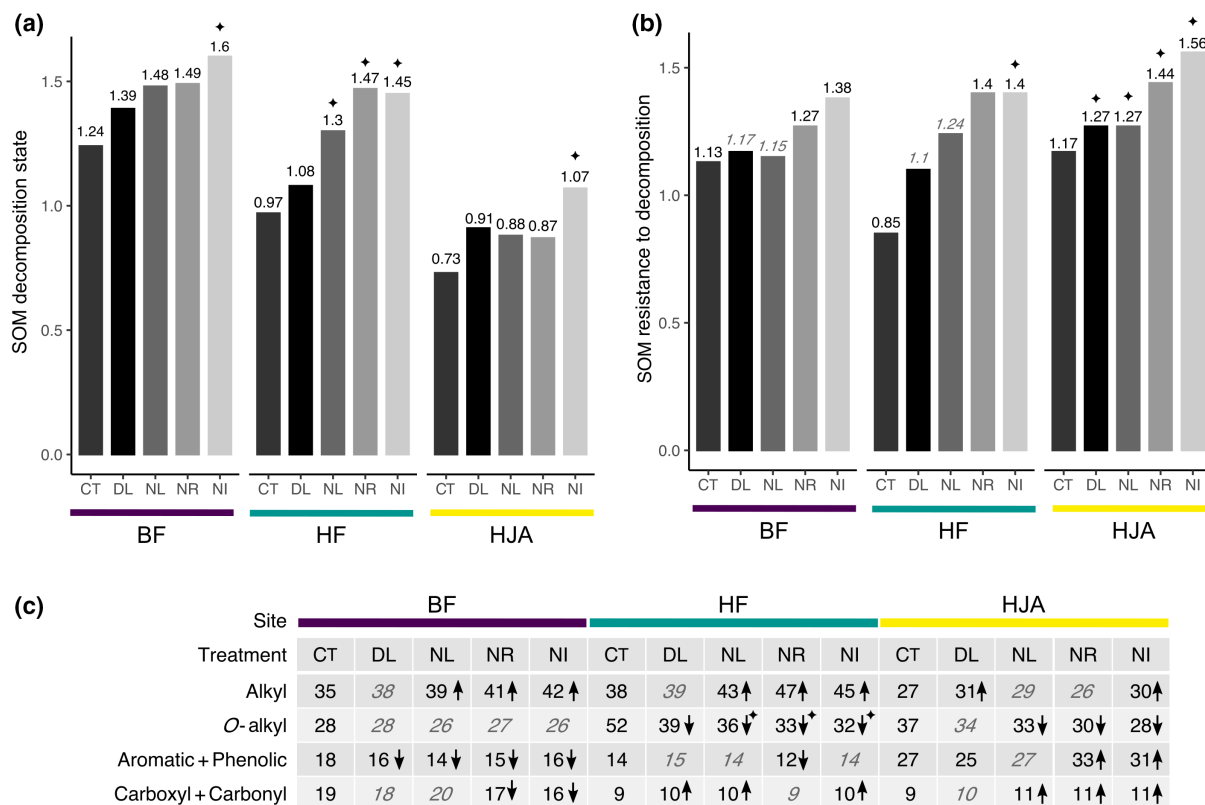 (a)
SOM decomposition state
1.5
1.0
0.5
0.0
1.24 1.39 1.48 1.49 1.6 ✦
0.97 1.08 1.3 ✦ 1.47 ✦ 1.45 ✦
0.73 0.91 0.88 0.87 1.07 ✦
CT DL NL NR NI CT DL NL NR NI CT DL NL NR NI
BF HF HJA
(b)
SOM resistance to decomposition
1.5
1.0
0.5
0.0
1.13 1.17 1.15 1.27 1.38
0.85 1.1 1.24 1.4 1.4 ✦
1.17 1.27 ✦ 1.27 ✦ 1.44 ✦ 1.56 ✦
CT DL NL NR NI CT DL NL NR NI CT DL NL NR NI
BF HF HJA
(c)
Site BF HF HJA
Treatment CT DL NL NR NI CT DL NL NR NI CT DL NL NR NI
Alkyl 35 38 39↑ 41↑ 42↑ 38 39 43↑ 47↑ 45↑ 27 31↑ 29 26 30↑
O-alkyl 28 28 26 27 26 52 39↓ 36↓✦ 33↓✦ 32↓✦ 37 34 33↓ 30↓ 28↓
Aromatic + Phenolic 18 16↓ 14↓ 15↓ 16↓ 14 15 14 12↓ 14 27 25 27 33↑ 31↑
Carboxyl + Carbonyl 19 18 20 17↓ 16↓ 9 10↑ 10↑ 9 10↑ 9 10 11↑ 11↑ 11↑